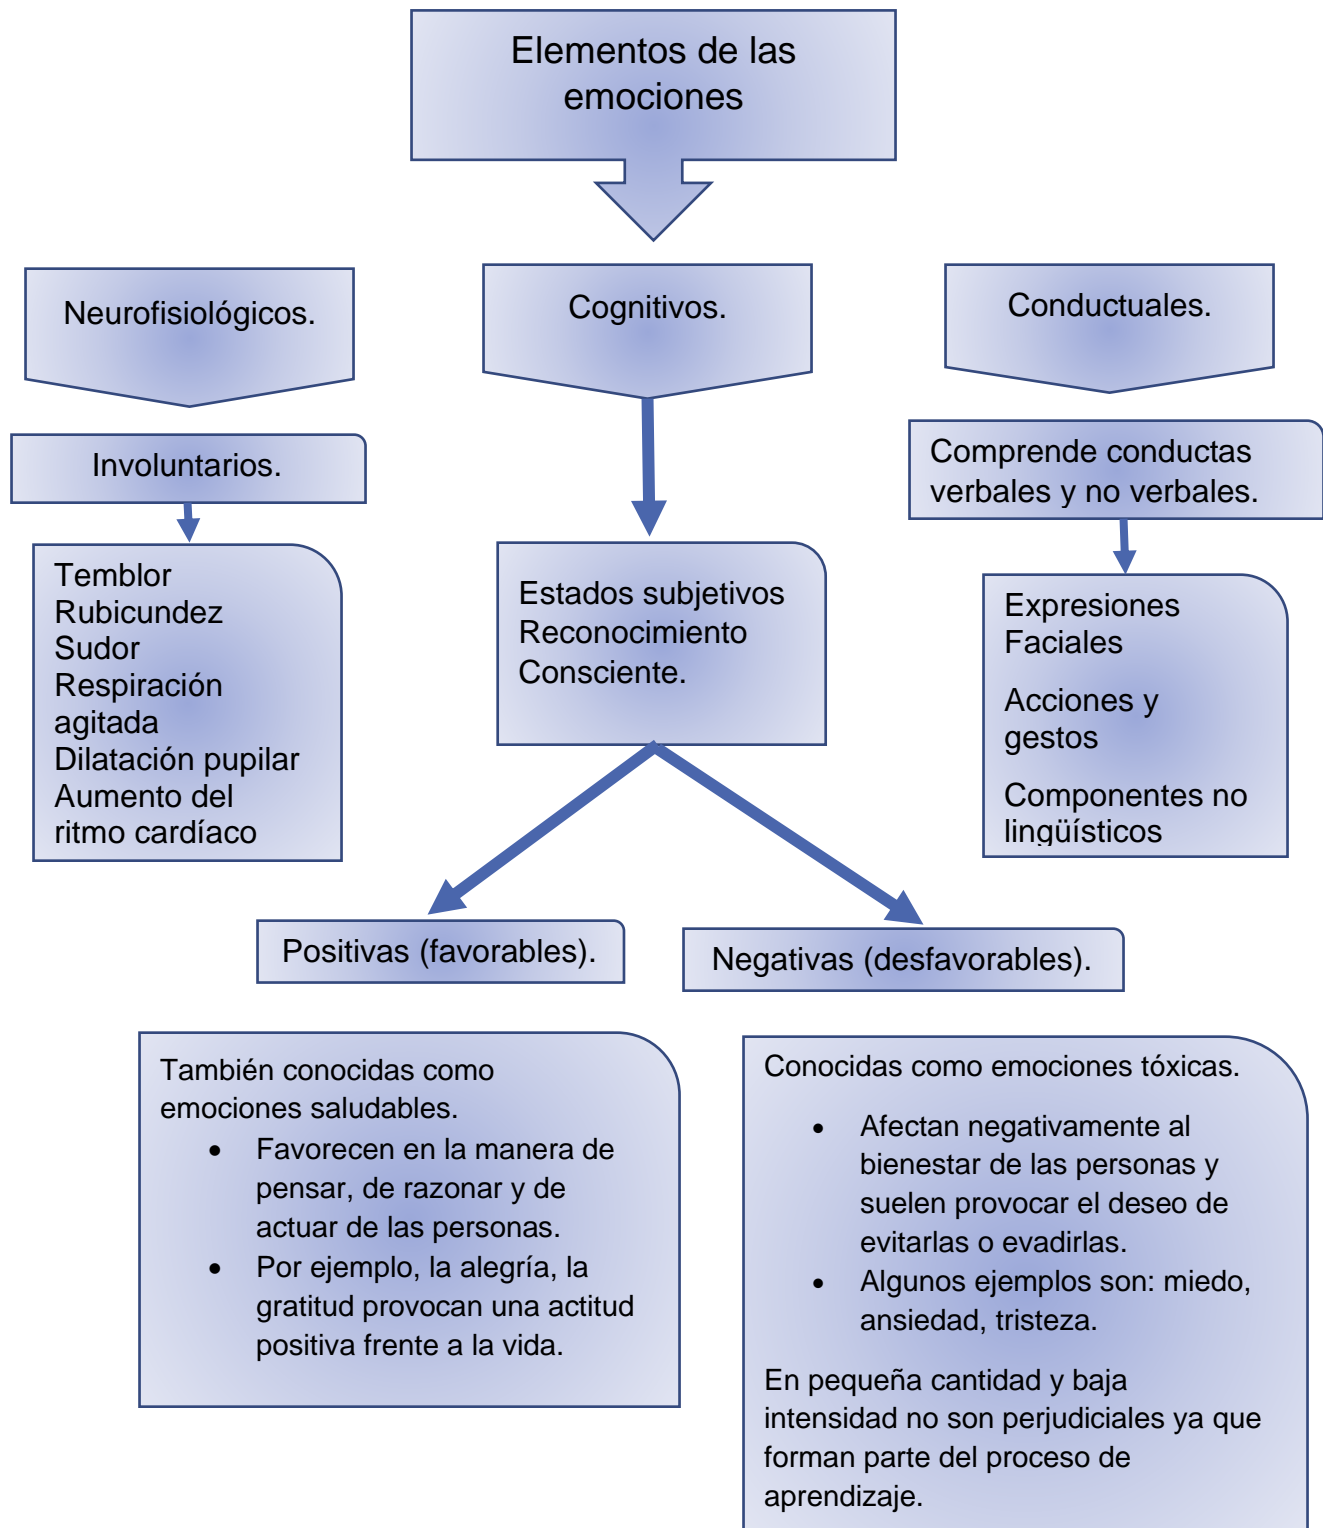 Elementos de las
emociones
Neurofisiológicos.
Cognitivos.
Conductuales.
Involuntarios.
Comprende conductas
verbales y no verbales.
Temblor
Rubicundez
Sudor
Respiración
agitada
Dilatación pupilar
Aumento del
ritmo cardíaco
Estados subjetivos
Reconocimiento
Consciente.
Expresiones
Faciales
Acciones y
gestos
Componentes no
lingüísticos
Positivas (favorables).
Negativas (desfavorables).
También conocidas como
emociones saludables.
• Favorecen en la manera de
pensar, de razonar y de
actuar de las personas.
• Por ejemplo, la alegría, la
gratitud provocan una actitud
positiva frente a la vida.
Conocidas como emociones tóxicas.
• Afectan negativamente al
bienestar de las personas y
suelen provocar el deseo de
evitarlas o evadirlas.
• Algunos ejemplos son: miedo,
ansiedad, tristeza.
En pequeña cantidad y baja
intensidad no son perjudiciales ya que
forman parte del proceso de
aprendizaje.